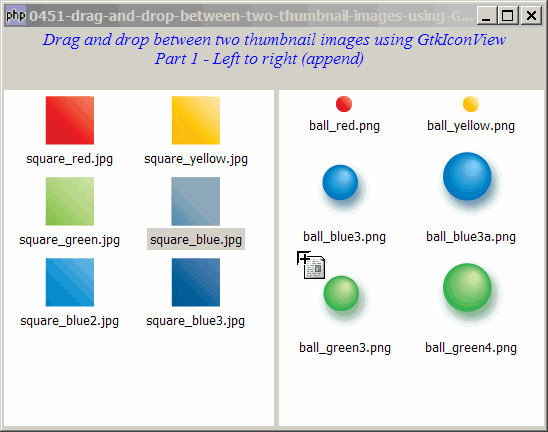 php 0451-drag-and-drop-between-two-thumbnail-images-using-G...
Drag and drop between two thumbnail images using GtkIconView
Part 1 - Left to right (append)
square_red.jpg
square_yellow.jpg
square_green.jpg
square_blue.jpg
square_blue2.jpg
square_blue3.jpg
ball_red.png
ball_yellow.png
ball_blue3.png
ball_blue3a.png
ball_green3.png
ball_green4.png